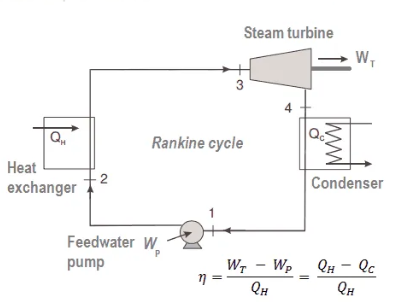 Steam turbine
W_T
3
4
Q_H
Rankine cycle
Q_C
Heat
exchanger
2
Condenser
1
Feedwater
pump
W_P
η = (W_T − W_P) / Q_H = (Q_H − Q_C) / Q_H